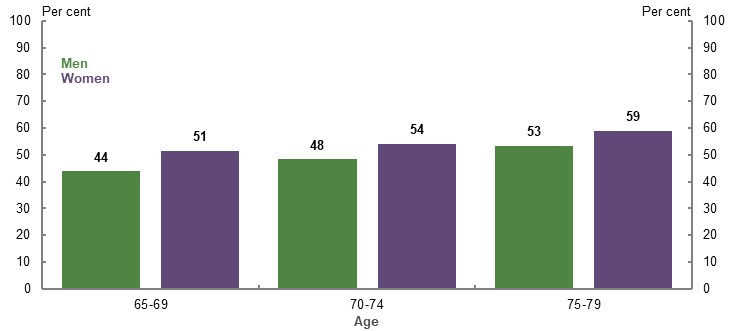 Per cent Per cent
100 100
90 90
80 80
70 70
60 60
50 50
40 40
30 30
20 20
10 10
0 0
Men
Women
44 51 48 54 53 59
65-69 70-74 75-79
Age